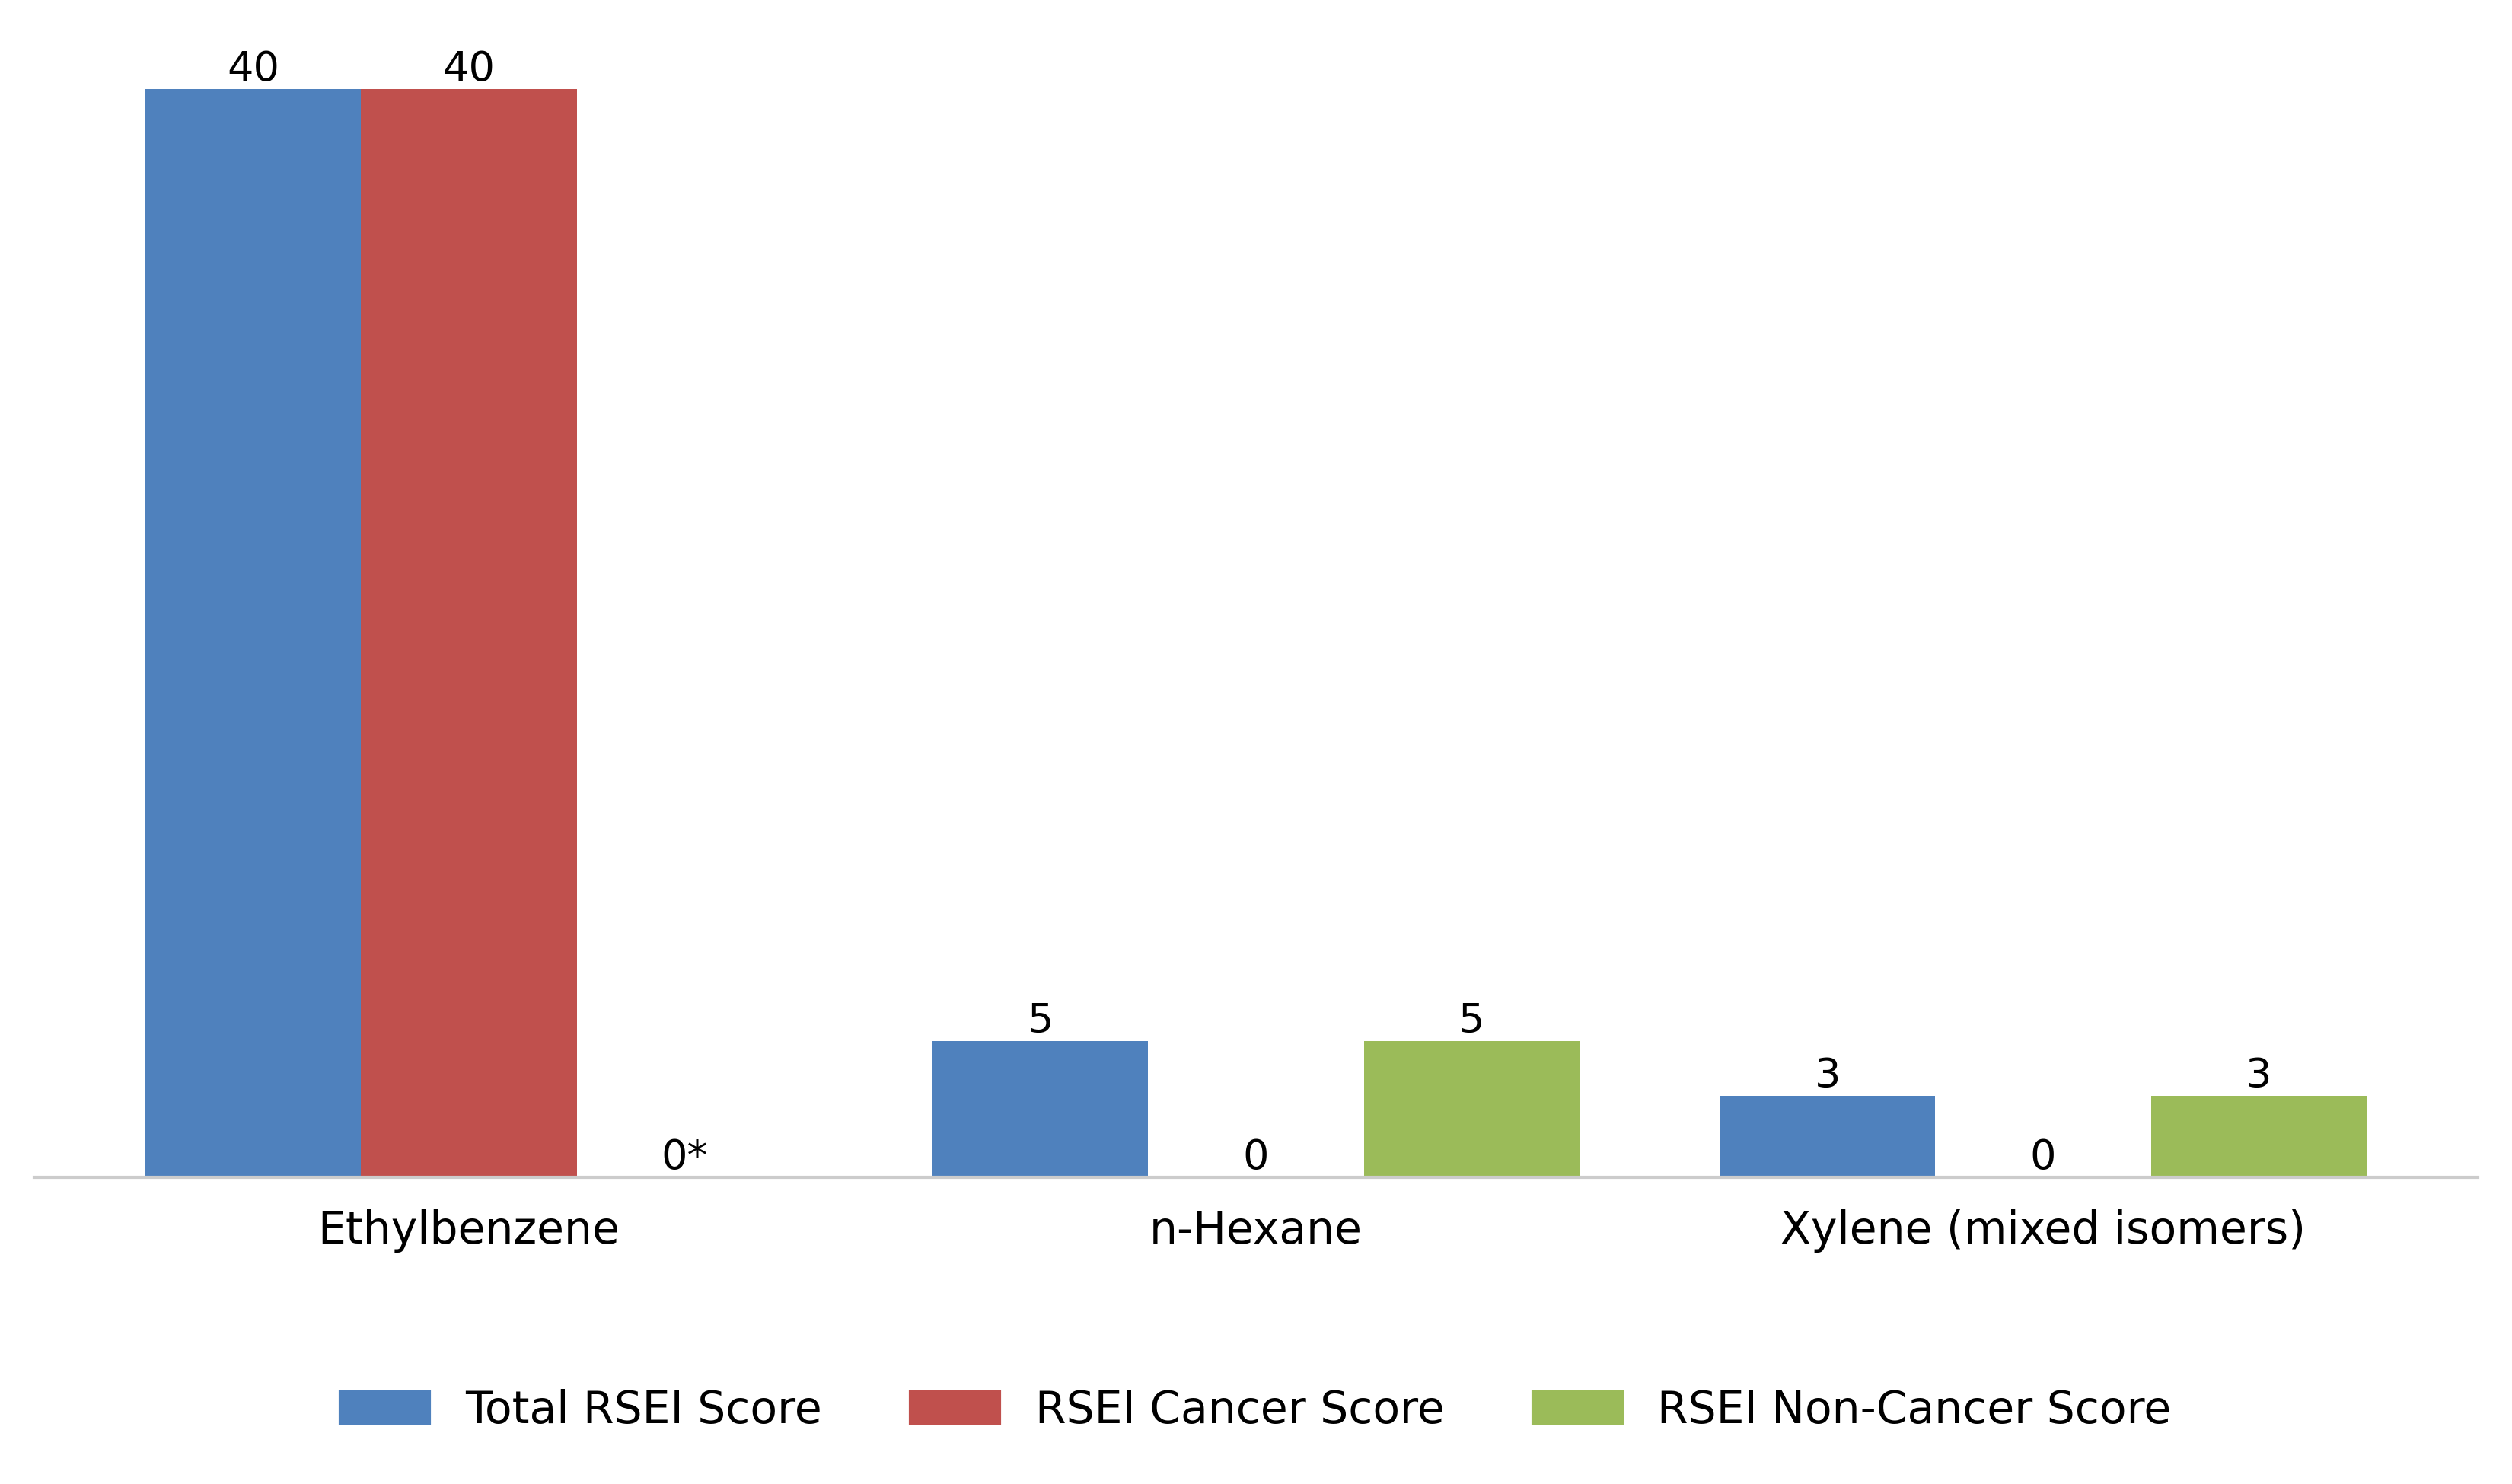 40 40
0*
5 0 5
3 0 3
Ethylbenzene n-Hexane Xylene (mixed isomers)
Total RSEI Score RSEI Cancer Score RSEI Non-Cancer Score